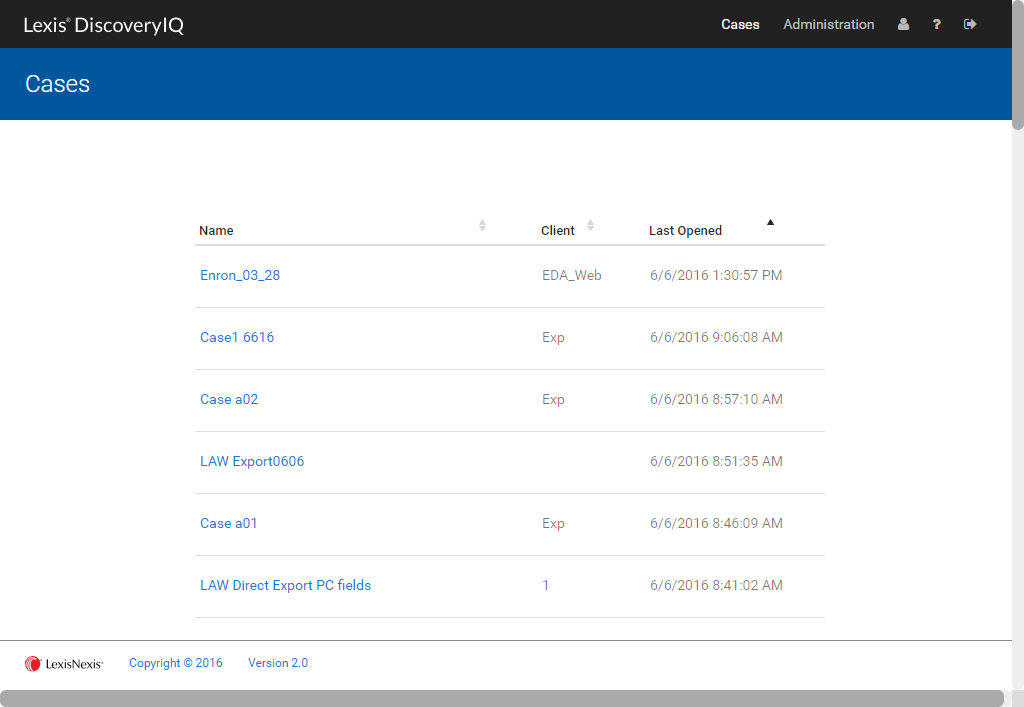 Lexis® DiscoveryIQ Cases Administration ?
Cases
Name Client Last Opened
Enron_03_28 EDA_Web 6/6/2016 1:30:57 PM
Case1 6616 Exp 6/6/2016 9:06:08 AM
Case a02 Exp 6/6/2016 8:57:10 AM
LAW Export0606 6/6/2016 8:51:35 AM
Case a01 Exp 6/6/2016 8:46:09 AM
LAW Direct Export PC fields 1 6/6/2016 8:41:02 AM
LexisNexis® Copyright © 2016 Version 2.0